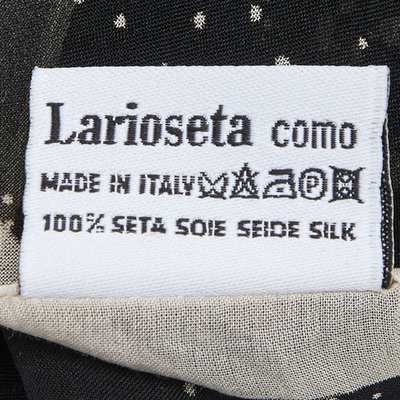 Larioseta como
MADE IN ITALY
100% SETA SOIE SEIDE SILK